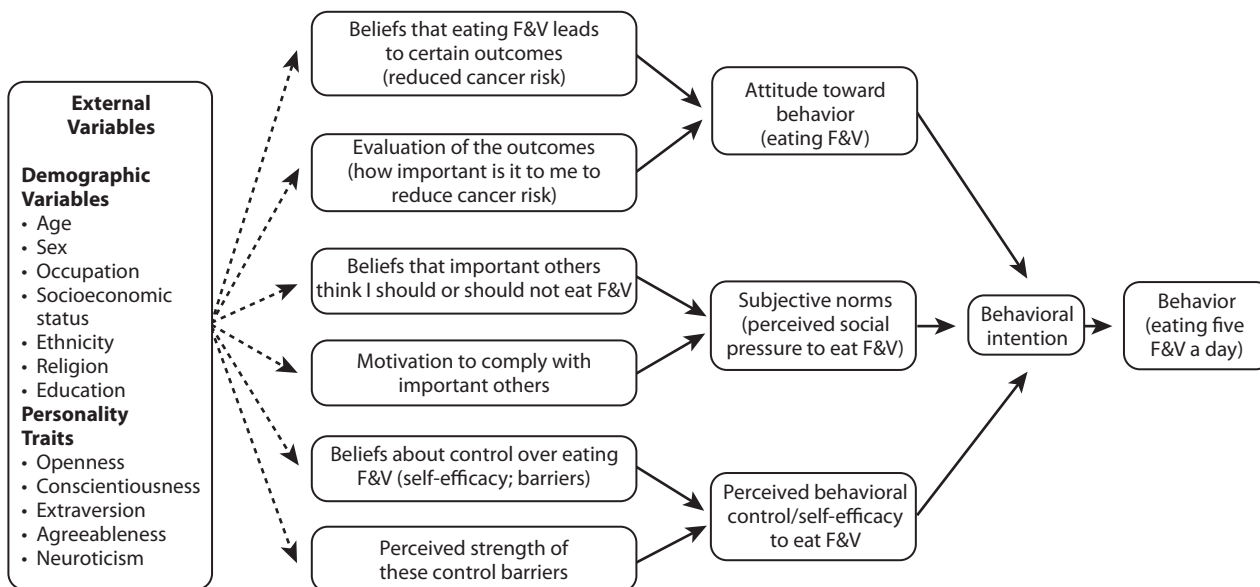 External
Variables
Demographic
Variables
• Age
• Sex
• Occupation
• Socioeconomic
status
• Ethnicity
• Religion
• Education
Personality
Traits
• Openness
• Conscientiousness
• Extraversion
• Agreeableness
• Neuroticism
Beliefs that eating F&V leads
to certain outcomes
(reduced cancer risk)
Evaluation of the outcomes
(how important is it to me to
reduce cancer risk)
Beliefs that important others
think I should or should not eat F&V
Motivation to comply with
important others
Beliefs about control over eating
F&V (self-efficacy; barriers)
Perceived strength of
these control barriers
Attitude toward
behavior
(eating F&V)
Subjective norms
(perceived social
pressure to eat F&V)
Perceived behavioral
control/self-efficacy
to eat F&V
Behavioral
intention
Behavior
(eating five
F&V a day)